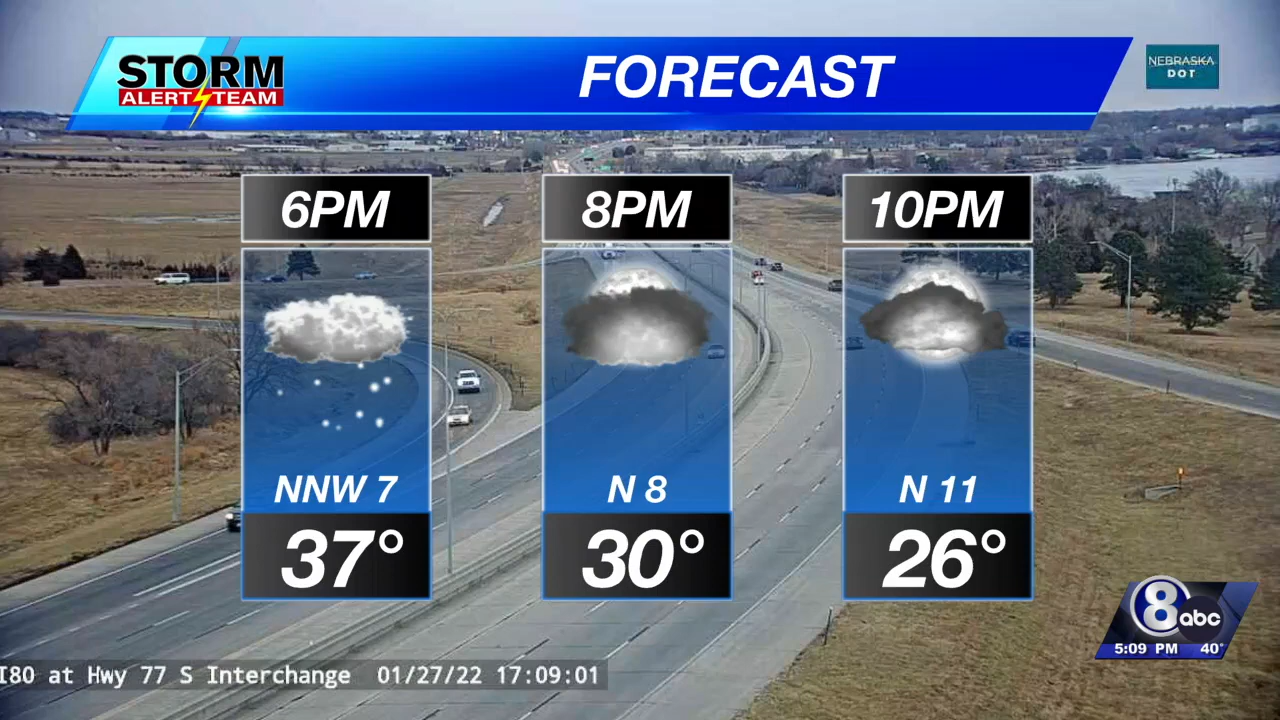 STORM
ALERT TEAM
FORECAST
NEBRASKA
DOT
6PM
8PM
10PM
NNW 7
N 8
N 11
37°
30°
26°
8 abc
5:09 PM 40°
I80 at Hwy 77 S Interchange 01/27/22 17:09:01